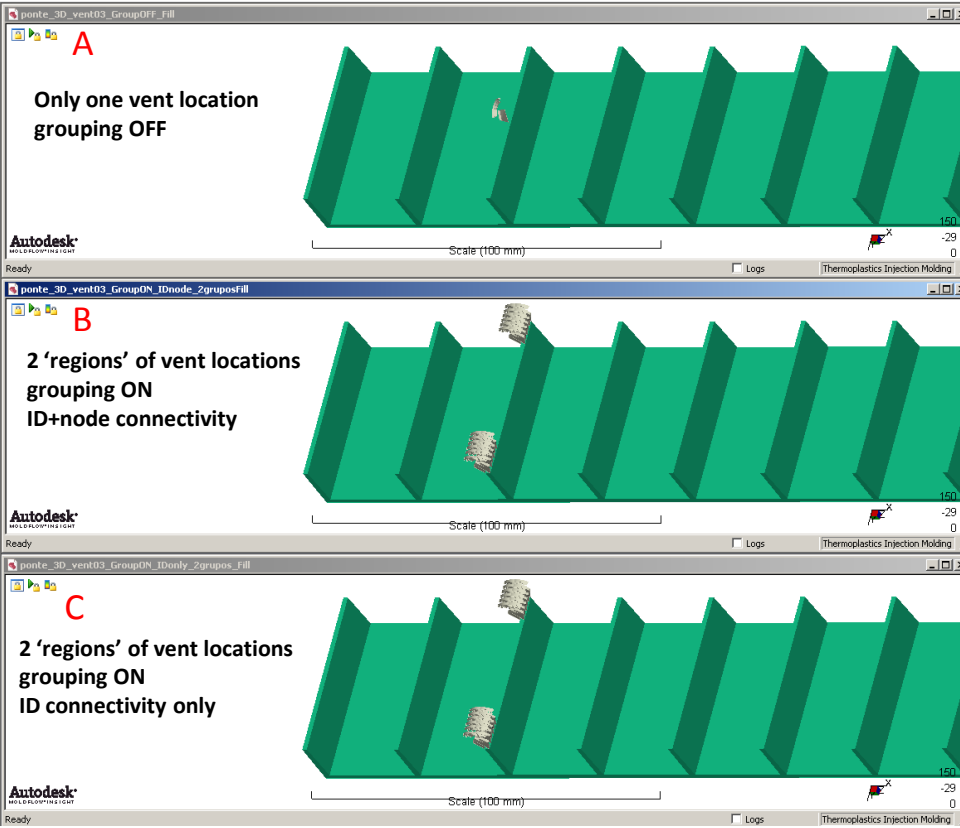 ponte_3D_vent03_GroupOFF_Fill
A
Only one vent location
grouping OFF
Autodesk®
MOLDFLOW® INSIGHT
Scale (100 mm)
X
150
-29
0
Ready
Logs
Thermoplastics Injection Molding
ponte_3D_vent03_GroupON_IDnode_2gruposFill
B
2 ‘regions’ of vent locations
grouping ON
ID+node connectivity
Autodesk®
MOLDFLOW® INSIGHT
Scale (100 mm)
X
150
-29
0
Ready
Logs
Thermoplastics Injection Molding
ponte_3D_vent03_GroupON_IDonly_2grupos_Fill
C
2 ‘regions’ of vent locations
grouping ON
ID connectivity only
Autodesk®
MOLDFLOW® INSIGHT
Scale (100 mm)
X
150
-29
0
Ready
Logs
Thermoplastics Injection Molding